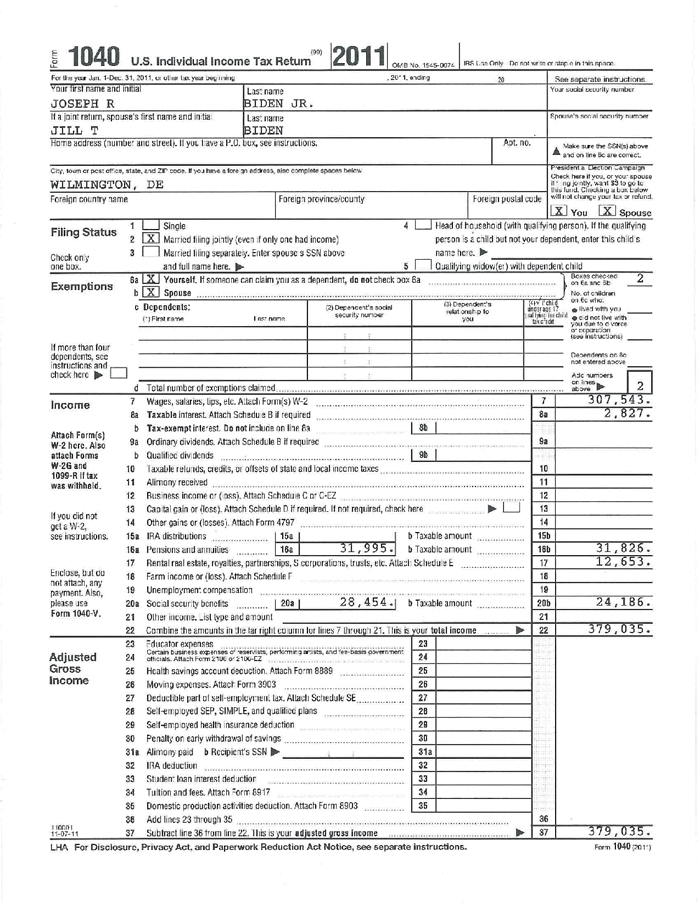 Form 1040 U.S. Individual Income Tax Return (99) 2011 OMB No. 1545-0074 IRS Use Only - Do not write or staple in this space.
For the year Jan. 1-Dec. 31, 2011, or other tax year beginning , 2011, ending 20 See separate instructions.
Your first name and initial Last name Your social security number
JOSEPH R BIDEN JR.
If a joint return, spouse's first name and initial Last name Spouse's social security number
JILL T BIDEN
Home address (number and street). If you have a P.O. box, see instructions. Apt. no. Make sure the SSN(s) above and on line 6c are correct.
City, town or post office, state, and ZIP code. If you have a foreign address, also complete spaces below.
WILMINGTON, DE
Presidential Election Campaign
Check here if you, or your spouse
if filing jointly, want $3 to go to
this fund. Checking a box below
will not change your tax or refund.
Foreign country name Foreign province/county Foreign postal code
X You X Spouse
Filing Status
Check only
one box.
1 Single
2 X Married filing jointly (even if only one had income)
3 Married filing separately. Enter spouse's SSN above
and full name here.
4 Head of household (with qualifying person). If the qualifying
person is a child but not your dependent, enter this child's
name here.
5 Qualifying widow(er) with dependent child
Exemptions
6a X Yourself. If someone can claim you as a dependent, do not check box 6a
b X Spouse
Boxes checked
on 6a and 6b 2
c Dependents:
(1) First name Last name
(2) Dependent's social
security number
(3) Dependent's
relationship to
you
(4) if child
under age 17
qualifying for child
tax credit
No. of children
on 6c who:
lived with you
did not live with
you due to divorce
or separation
(see instructions)
If more than four
dependents, see
instructions and
check here
Dependents on 6c
not entered above
d Total number of exemptions claimed
Add numbers
on lines
above 2
Income
7 Wages, salaries, tips, etc. Attach Form(s) W-2 7 307,543.
8a Taxable interest. Attach Schedule B if required 8a 2,827.
b Tax-exempt interest. Do not include on line 8a 8b
Attach Form(s)
W-2 here. Also
attach Forms
W-2G and
1099-R if tax
was withheld.
9a Ordinary dividends. Attach Schedule B if required 9a
b Qualified dividends 9b
10 Taxable refunds, credits, or offsets of state and local income taxes 10
11 Alimony received 11
12 Business income or (loss). Attach Schedule C or C-EZ 12
13 Capital gain or (loss). Attach Schedule D if required. If not required, check here 13
If you did not
get a W-2,
see instructions.
14 Other gains or (losses). Attach Form 4797 14
15a IRA distributions 15a b Taxable amount 15b
16a Pensions and annuities 16a 31,995. b Taxable amount 16b 31,826.
17 Rental real estate, royalties, partnerships, S corporations, trusts, etc. Attach Schedule E 17 12,653.
Enclose, but do
not attach, any
payment. Also,
please use
Form 1040-V.
18 Farm income or (loss). Attach Schedule F 18
19 Unemployment compensation 19
20a Social security benefits 20a 28,454. b Taxable amount 20b 24,186.
21 Other income. List type and amount 21
22 Combine the amounts in the far right column for lines 7 through 21. This is your total income 22 379,035.
Adjusted
Gross
Income
23 Educator expenses 23
24 Certain business expenses of reservists, performing artists, and fee-basis government
officials. Attach Form 2106 or 2106-EZ 24
25 Health savings account deduction. Attach Form 8889 25
26 Moving expenses. Attach Form 3903 26
27 Deductible part of self-employment tax. Attach Schedule SE 27
28 Self-employed SEP, SIMPLE, and qualified plans 28
29 Self-employed health insurance deduction 29
30 Penalty on early withdrawal of savings 30
31a Alimony paid b Recipient's SSN 31a
32 IRA deduction 32
33 Student loan interest deduction 33
34 Tuition and fees. Attach Form 8917 34
35 Domestic production activities deduction. Attach Form 8903 35
36 Add lines 23 through 35 36
110001
11-07-11
37 Subtract line 36 from line 22. This is your adjusted gross income 37 379,035.
LHA For Disclosure, Privacy Act, and Paperwork Reduction Act Notice, see separate instructions. Form 1040 (2011)